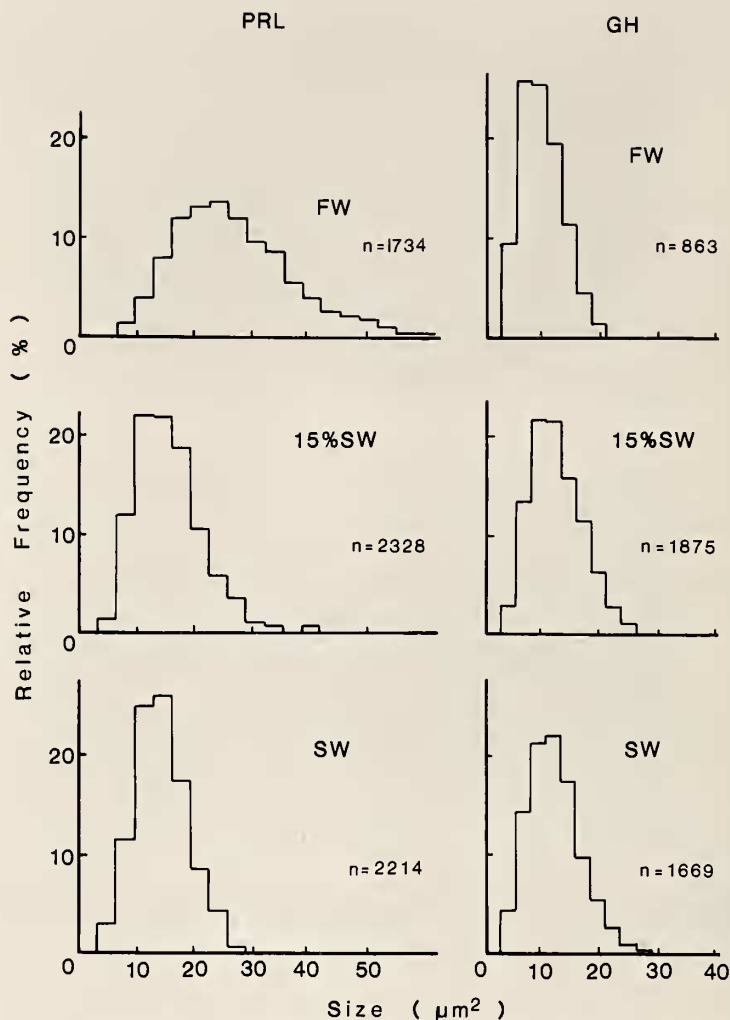 PRL
GH
20
10
0
FW
n=1734
FW
n=863
20
10
0
15%SW
n=2328
15%SW
n=1875
20
10
0
SW
n=2214
SW
n=1669
10 20 30 40 50
0 10 20 30 40
Relative Frequency ( % )
Size ( µm² )